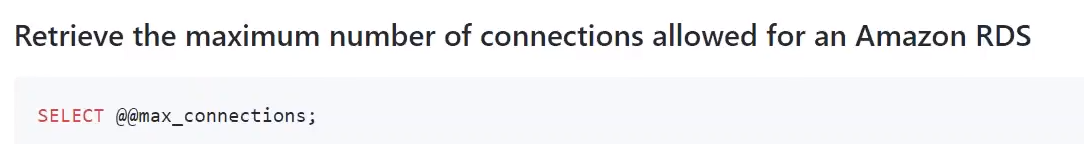 Retrieve the maximum number of connections allowed for an Amazon RDS
SELECT @@max_connections;